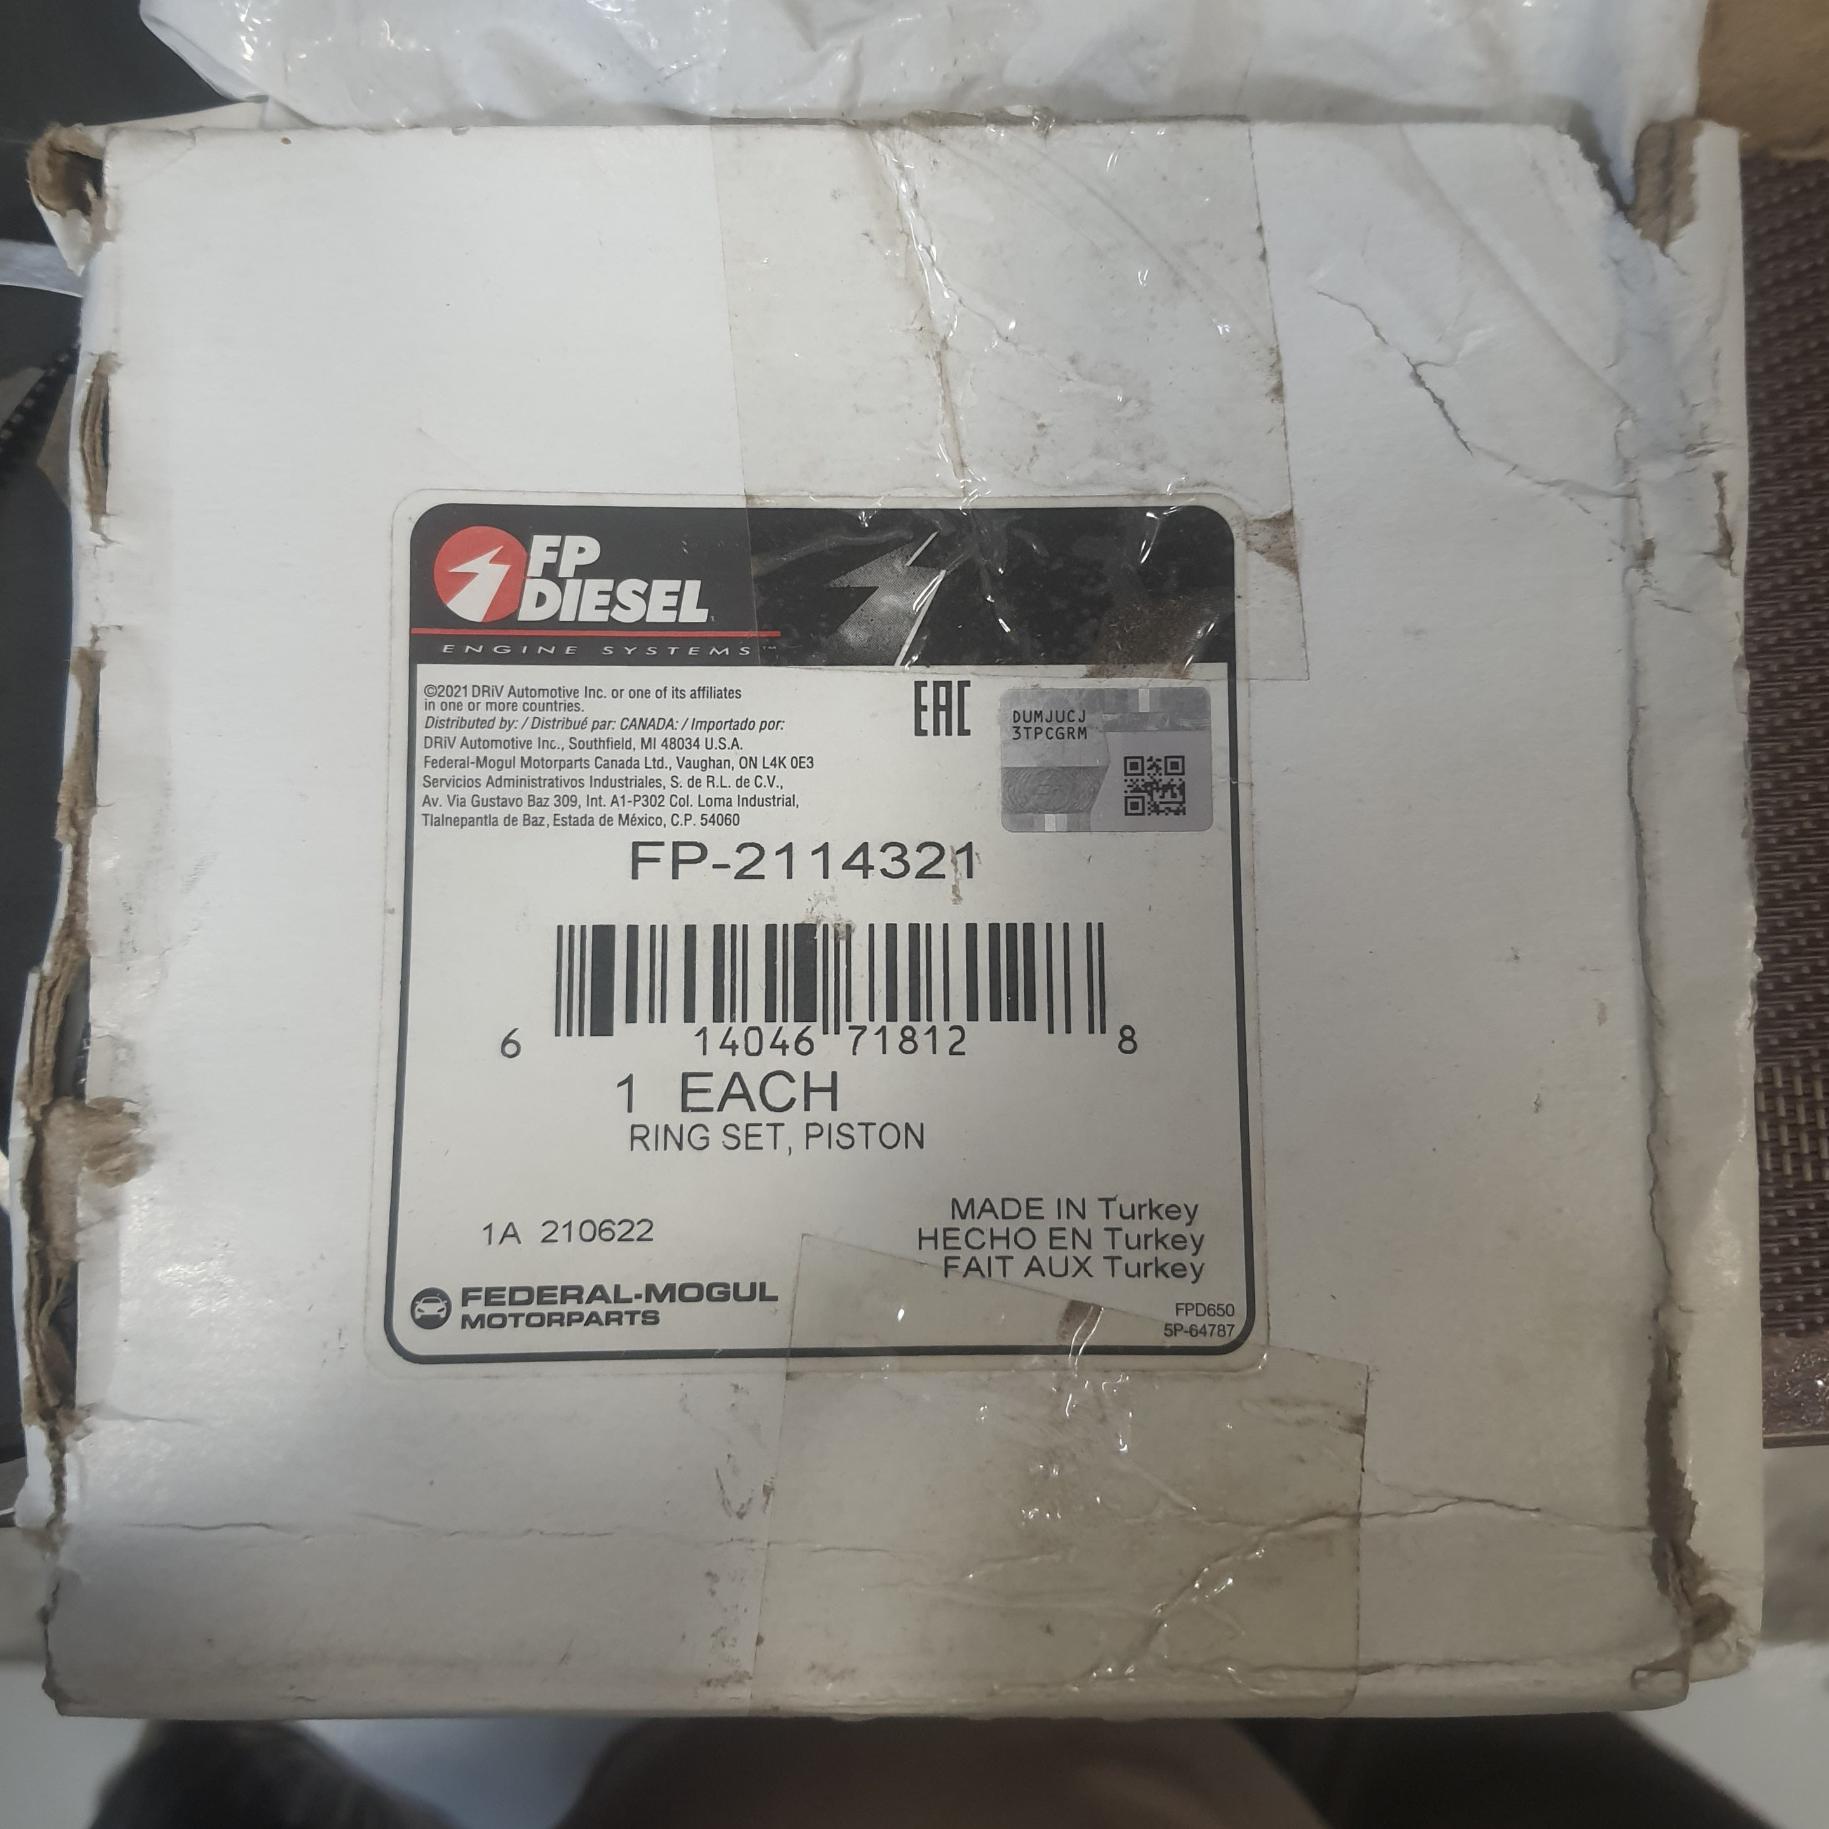 FP
DIESEL
ENGINE SYSTEMS™
©2021 DRiV Automotive Inc. or one of its affiliates
in one or more countries.
Distributed by: / Distribué par: CANADA: / Importado por:
DRiV Automotive Inc., Southfield, MI 48034 U.S.A.
Federal-Mogul Motorparts Canada Ltd., Vaughan, ON L4K 0E3
Servicios Administrativos Industriales, S. de R.L. de C.V.,
Av. Via Gustavo Baz 309, Int. A1-P302 Col. Loma Industrial,
Tlalnepantla de Baz, Estado de México, C.P. 54060
EAC
DUMJUCJ
3TPCGRM
FP-2114321
6 14046 71812 8
1 EACH
RING SET, PISTON
1A 210622
MADE IN Turkey
HECHO EN Turkey
FAIT AUX Turkey
FEDERAL-MOGUL
MOTORPARTS
FPD650
5P-64787